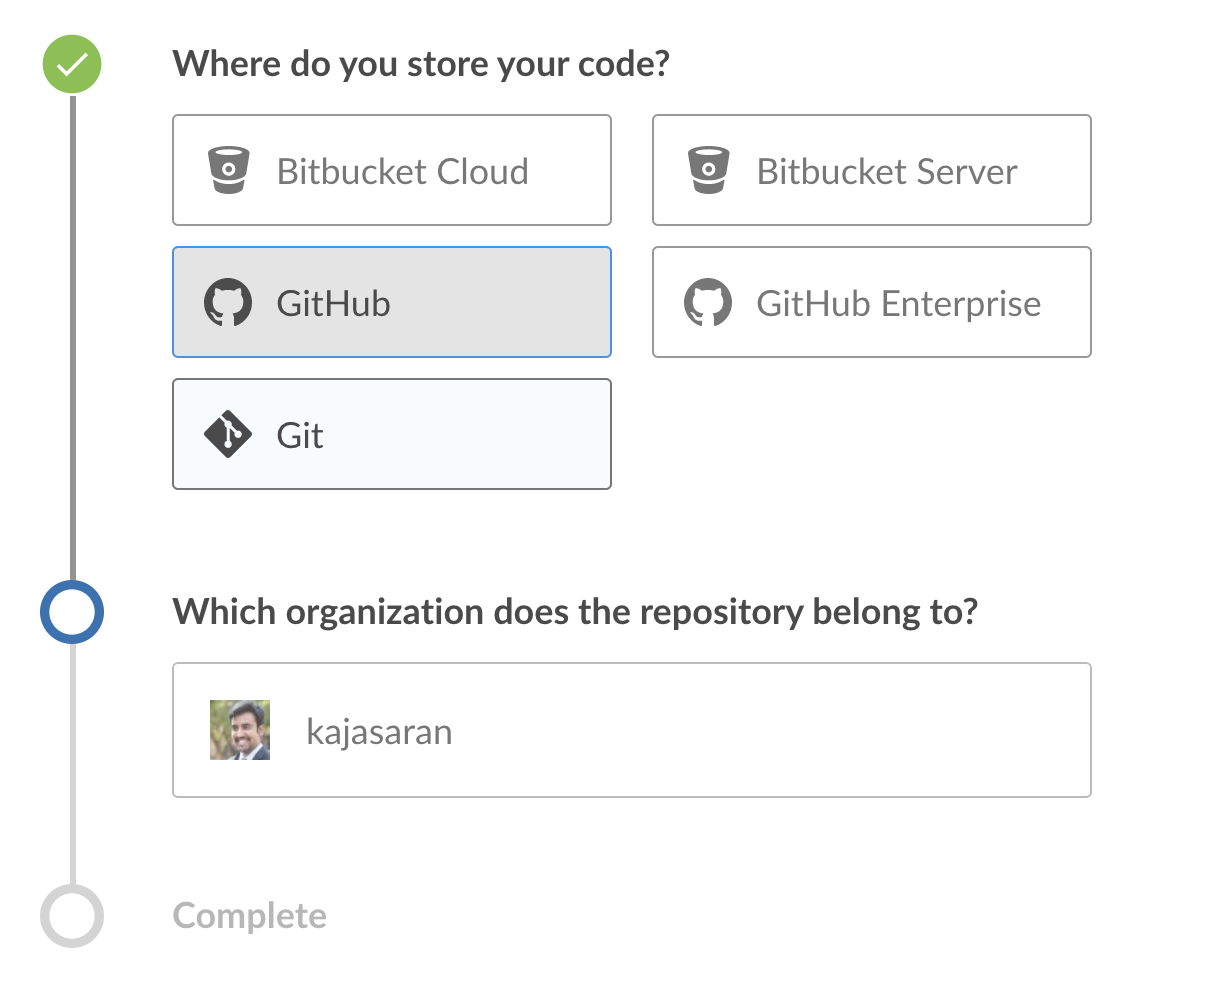 Where do you store your code?
Bitbucket Cloud
Bitbucket Server
GitHub
GitHub Enterprise
Git
Which organization does the repository belong to?
kajasaran
Complete